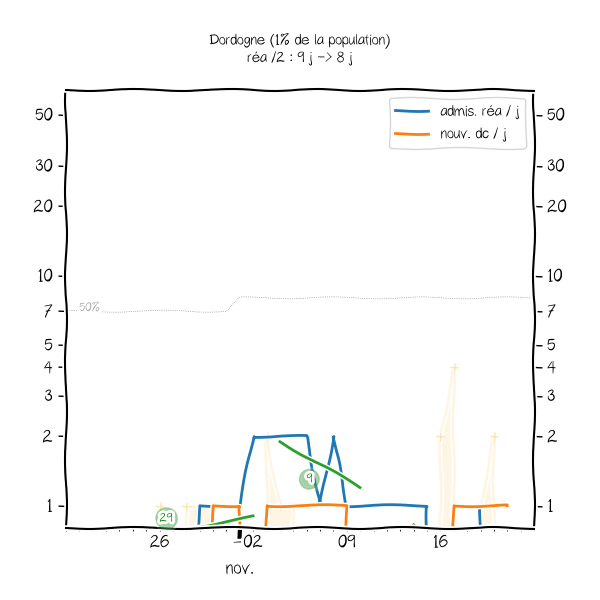 Dordogne (1% de la population)
réa /2 : 9 j -> 8 j
admis. réa / j
nouv. dc / j
50 50
30 30
20 20
10 10
50%
7 7
5 5
4 4
3 3
2 2
9
1 1
29
26 02 09 16
nov.